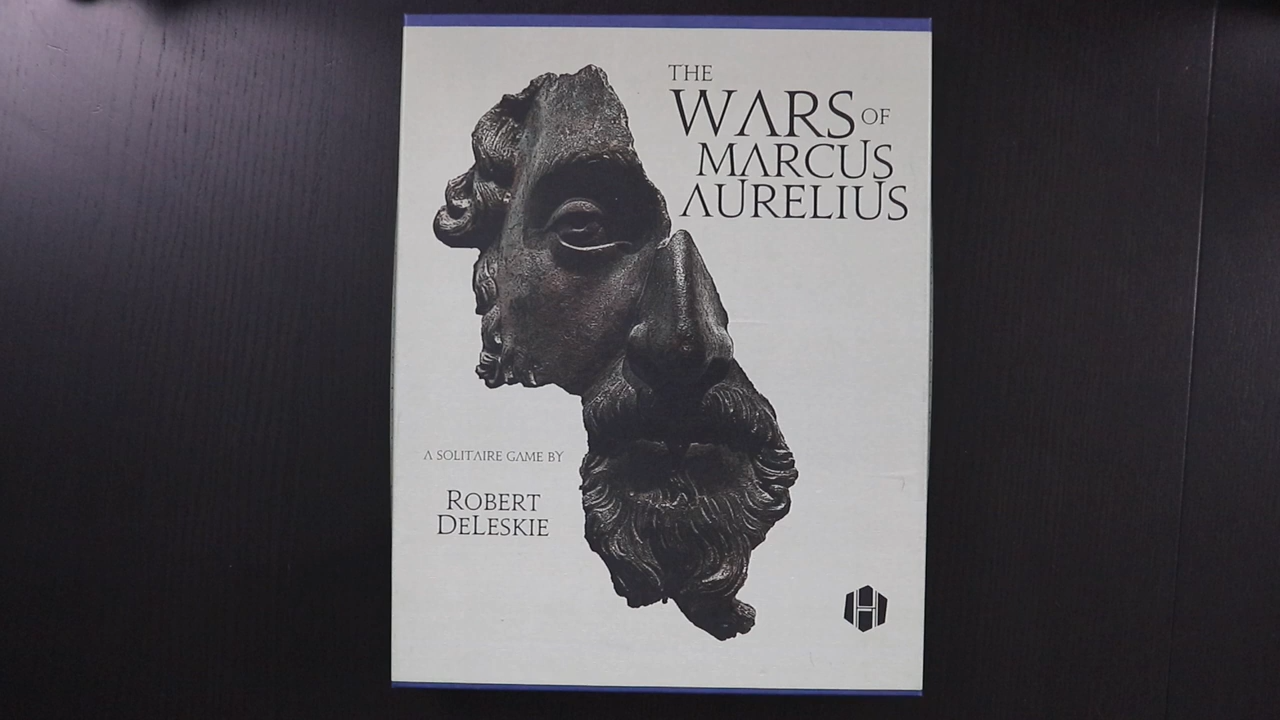 THE
WARS OF
MARCUS
AURELIUS
A SOLITAIRE GAME BY
ROBERT
DELESKIE
H